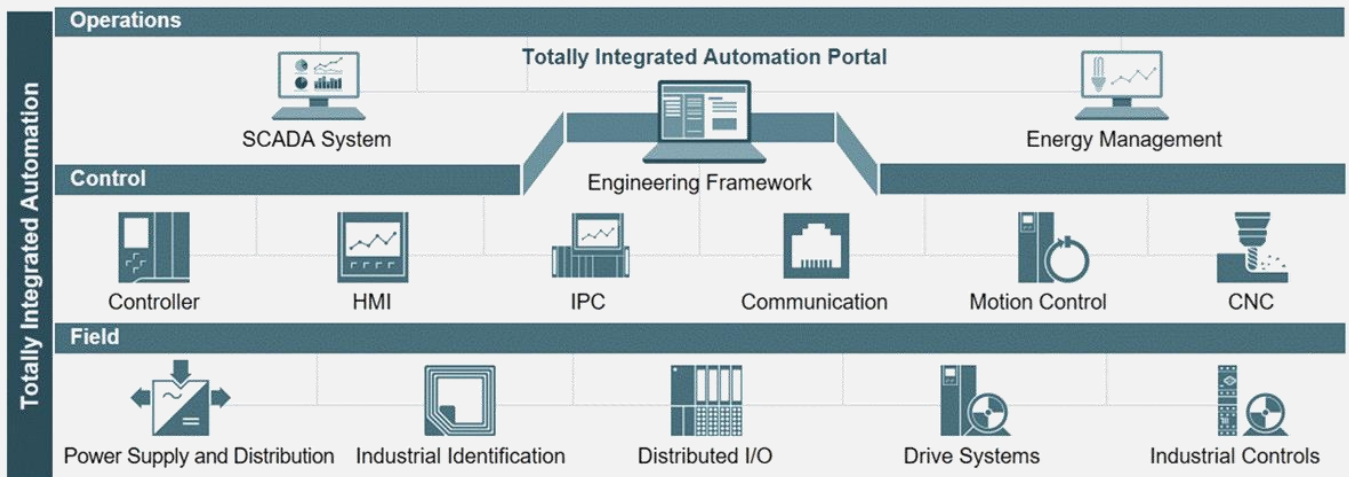 Totally Integrated Automation
Operations
Totally Integrated Automation Portal
SCADA System
Energy Management
Engineering Framework
Control
Controller
HMI
IPC
Communication
Motion Control
CNC
Field
Power Supply and Distribution
Industrial Identification
Distributed I/O
Drive Systems
Industrial Controls